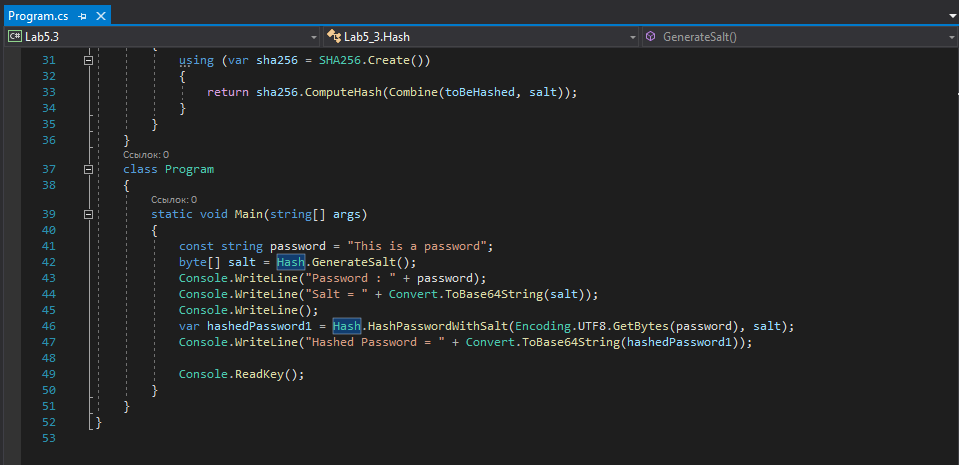 Program.cs
C# Lab5.3 Lab5_3.Hash GenerateSalt()
31 using (var sha256 = SHA256.Create())
32 {
33 return sha256.ComputeHash(Combine(toBeHashed, salt));
34 }
35 }
36 }
Ссылок: 0
37 class Program
38 {
Ссылок: 0
39 static void Main(string[] args)
40 {
41 const string password = "This is a password";
42 byte[] salt = Hash.GenerateSalt();
43 Console.WriteLine("Password : " + password);
44 Console.WriteLine("Salt = " + Convert.ToBase64String(salt));
45 Console.WriteLine();
46 var hashedPassword1 = Hash.HashPasswordWithSalt(Encoding.UTF8.GetBytes(password), salt);
47 Console.WriteLine("Hashed Password = " + Convert.ToBase64String(hashedPassword1));
48
49 Console.ReadKey();
50 }
51 }
52 }
53